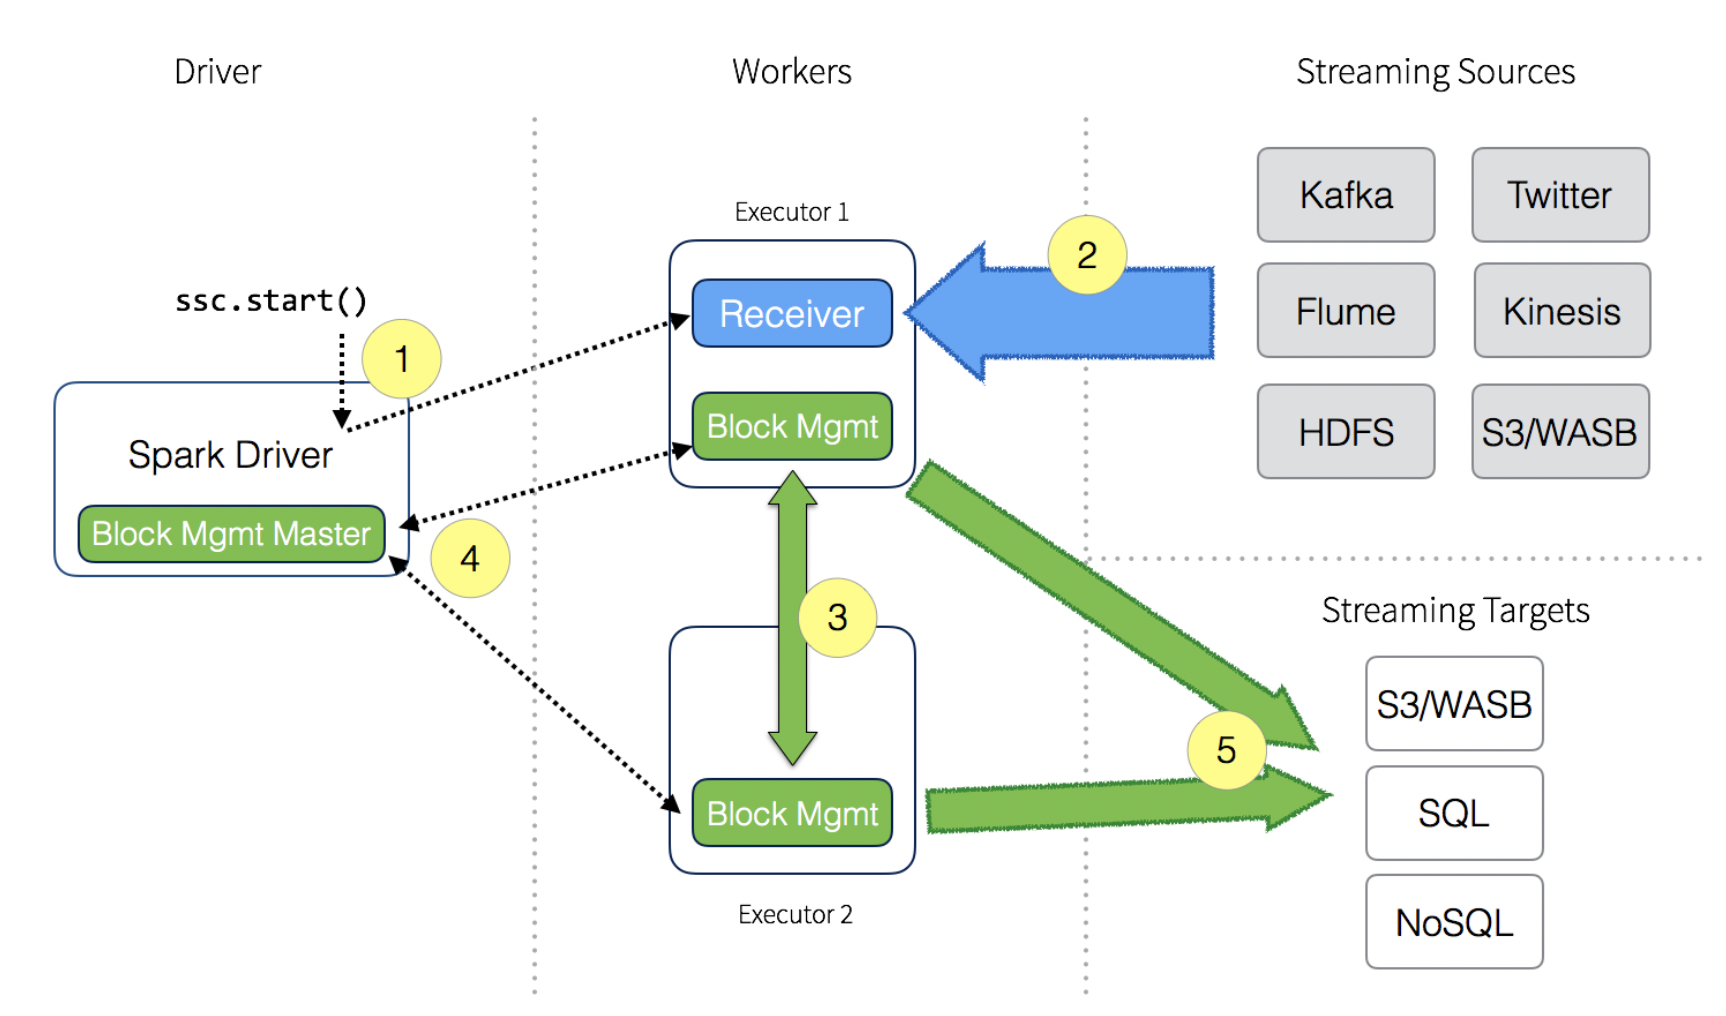 Driver
Workers
Streaming Sources
Kafka
Twitter
Executor 1
2
ssc.start()
Receiver
Flume
Kinesis
1
Block Mgmt
HDFS
S3/WASB
Spark Driver
Block Mgmt Master
4
3
Streaming Targets
S3/WASB
5
Block Mgmt
SQL
Executor 2
NoSQL